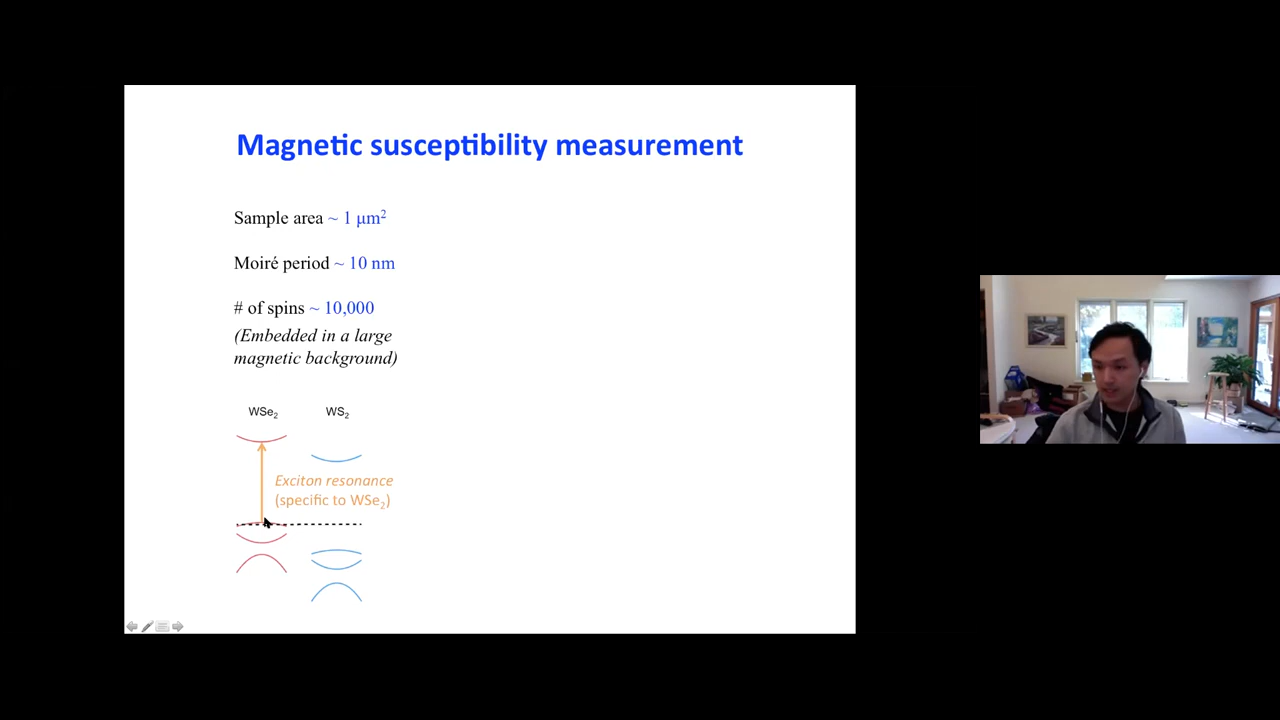 Magnetic susceptibility measurement
Sample area ~ 1 μm²
Moiré period ~ 10 nm
# of spins ~ 10,000
(Embedded in a large
magnetic background)
WSe₂ WS₂
Exciton resonance
(specific to WSe₂)